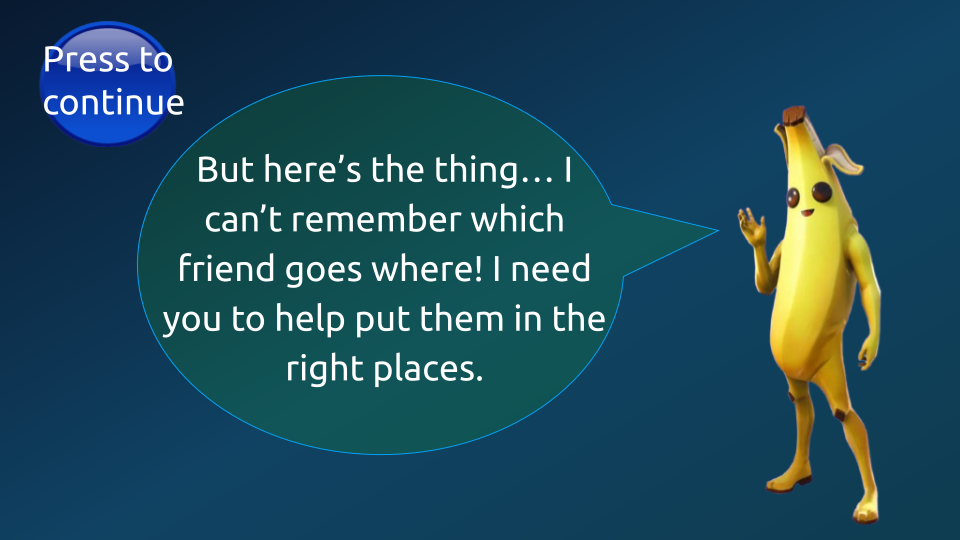 Press to
continue
But here’s the thing… I
can’t remember which
friend goes where! I need
you to help put them in the
right places.